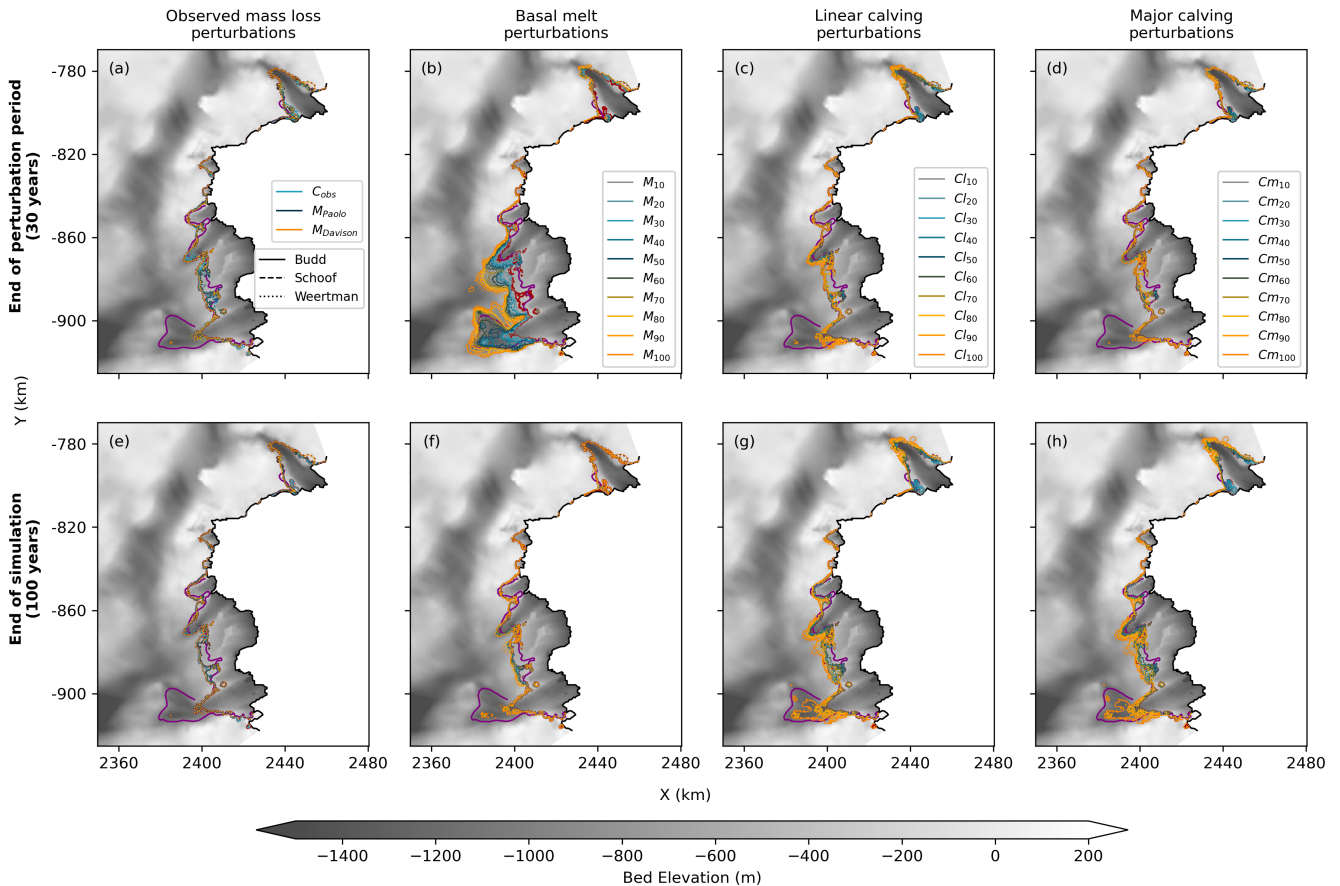 Observed mass loss
perturbations
Basal melt
perturbations
Linear calving
perturbations
Major calving
perturbations
End of perturbation period
(30 years)
(a)
(b)
(c)
(d)
-780
-820
-860
-900
C_obs
M_Paolo
M_Davison
Budd
Schoof
Weertman
M_10
M_20
M_30
M_40
M_50
M_60
M_70
M_80
M_90
M_100
Cl_10
Cl_20
Cl_30
Cl_40
Cl_50
Cl_60
Cl_70
Cl_80
Cl_90
Cl_100
Cm_10
Cm_20
Cm_30
Cm_40
Cm_50
Cm_60
Cm_70
Cm_80
Cm_90
Cm_100
Y (km)
End of simulation
(100 years)
(e)
(f)
(g)
(h)
-780
-820
-860
-900
2360 2400 2440 2480
2360 2400 2440 2480
2360 2400 2440 2480
2360 2400 2440 2480
X (km)
−1400 −1200 −1000 −800 −600 −400 −200 0 200
Bed Elevation (m)